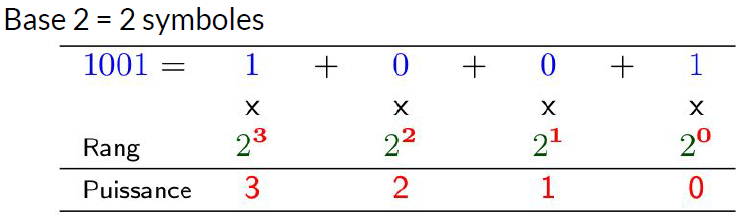 Base 2 = 2 symboles
1001 = 1 + 0 + 0 + 1
x x x x
Rang 2³ 2² 2¹ 2⁰
Puissance 3 2 1 0